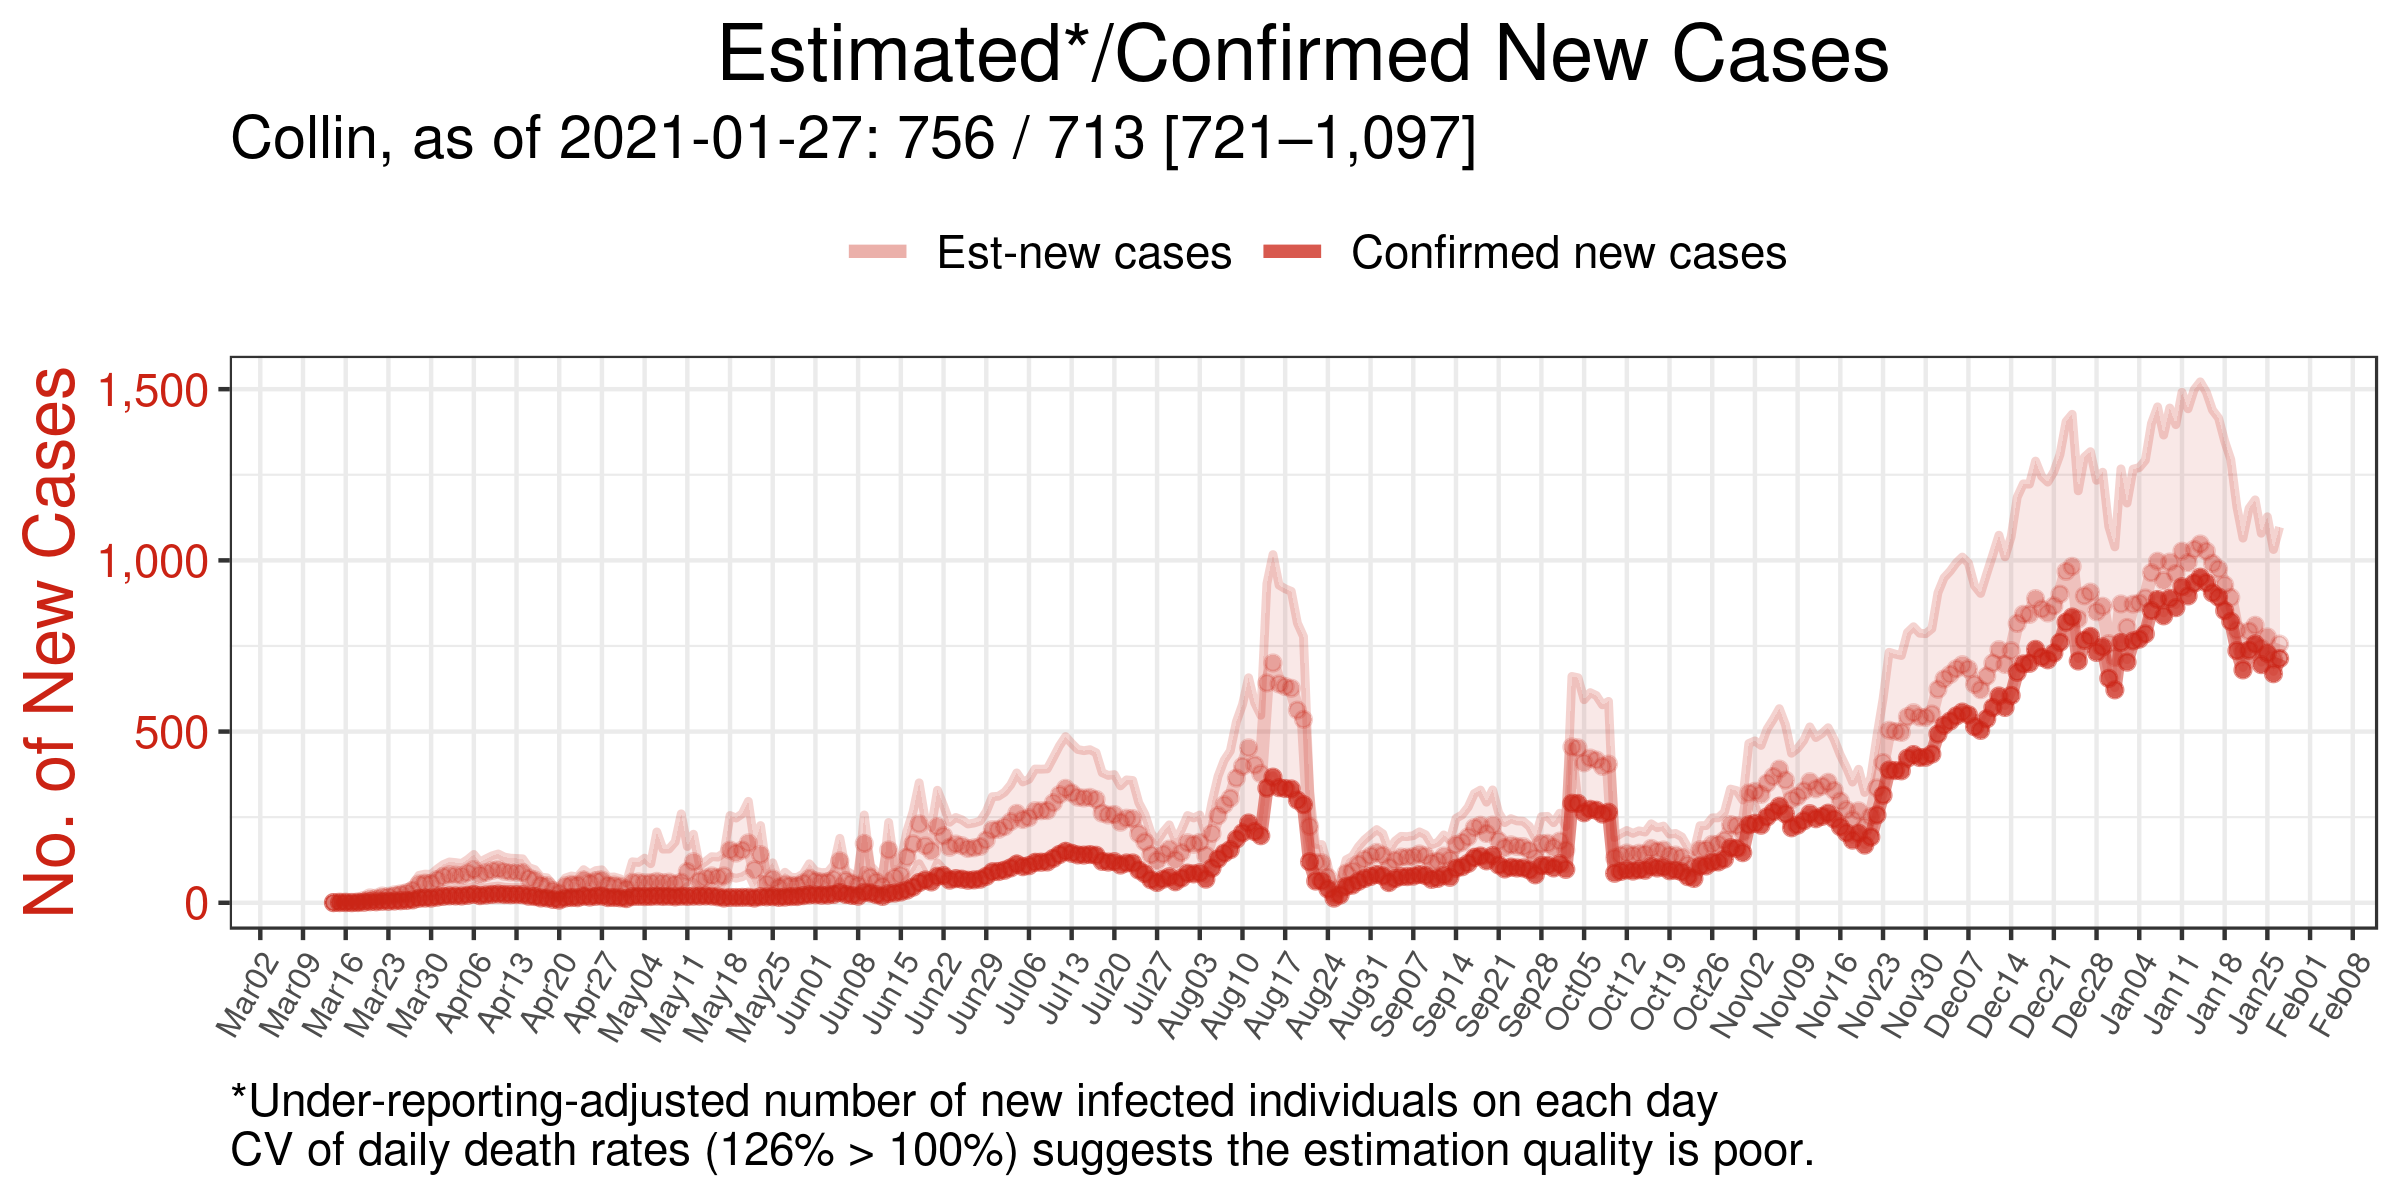 Estimated*/Confirmed New Cases
Collin, as of 2021-01-27: 756 / 713 [721–1,097]
Est-new cases
Confirmed new cases
No. of New Cases
1,500
1,000
500
0
Mar02
Mar09
Mar16
Mar23
Mar30
Apr06
Apr13
Apr20
Apr27
May04
May11
May18
May25
Jun01
Jun08
Jun15
Jun22
Jun29
Jul06
Jul13
Jul20
Jul27
Aug03
Aug10
Aug17
Aug24
Aug31
Sep07
Sep14
Sep21
Sep28
Oct05
Oct12
Oct19
Oct26
Nov02
Nov09
Nov16
Nov23
Nov30
Dec07
Dec14
Dec21
Dec28
Jan04
Jan11
Jan18
Jan25
Feb01
Feb08
*Under-reporting-adjusted number of new infected individuals on each day
CV of daily death rates (126% > 100%) suggests the estimation quality is poor.